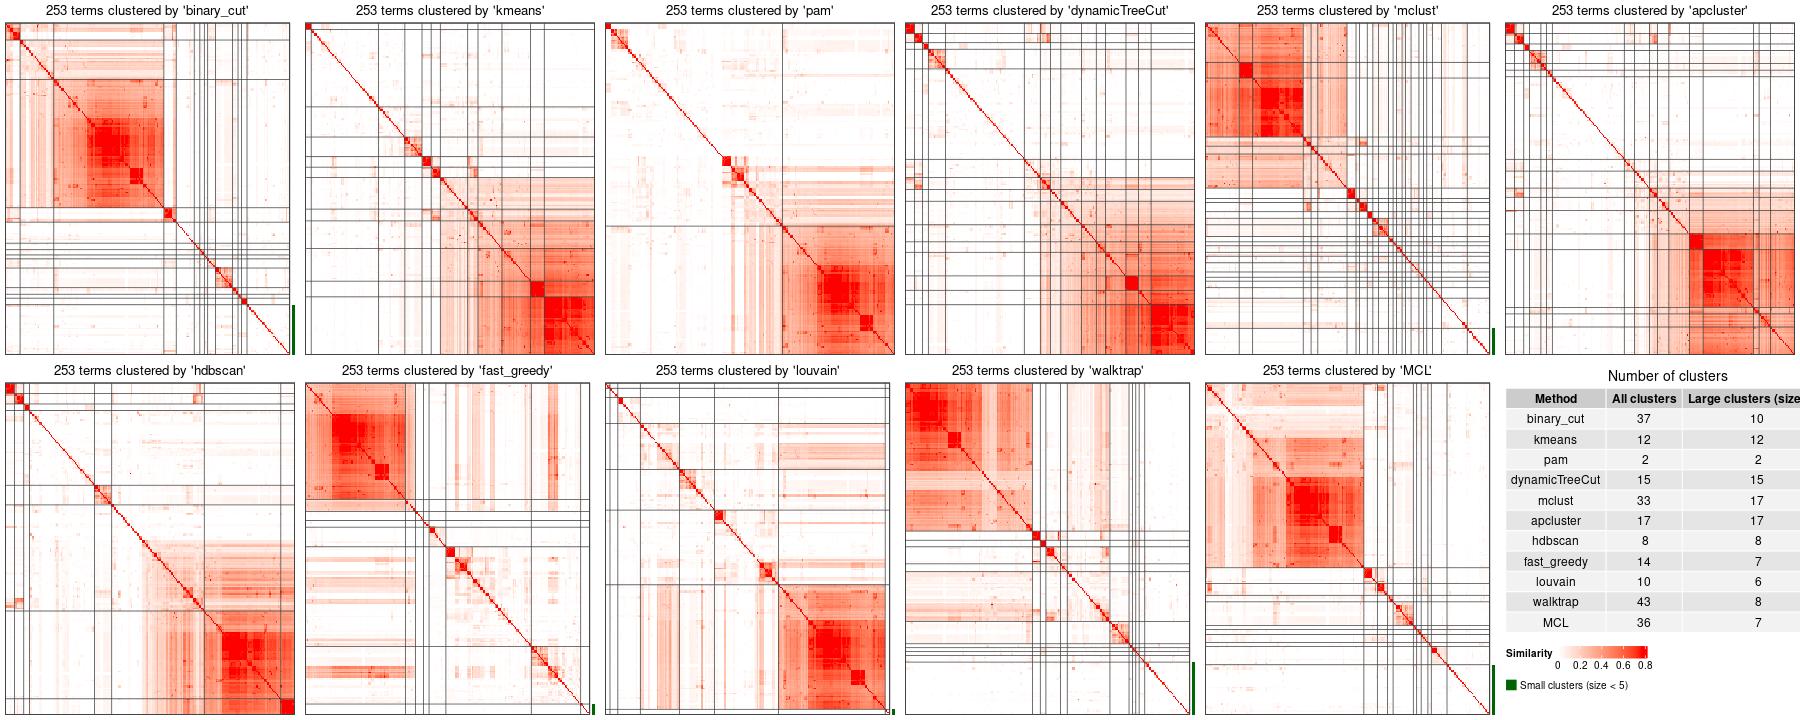 253 terms clustered by 'binary_cut'
253 terms clustered by 'kmeans'
253 terms clustered by 'pam'
253 terms clustered by 'dynamicTreeCut'
253 terms clustered by 'mclust'
253 terms clustered by 'apcluster'
253 terms clustered by 'hdbscan'
253 terms clustered by 'fast_greedy'
253 terms clustered by 'louvain'
253 terms clustered by 'walktrap'
253 terms clustered by 'MCL'
Number of clusters
Method All clusters Large clusters (size
binary_cut 37 10
kmeans 12 12
pam 2 2
dynamicTreeCut 15 15
mclust 33 17
apcluster 17 17
hdbscan 8 8
fast_greedy 14 7
louvain 10 6
walktrap 43 8
MCL 36 7
Similarity
0 0.2 0.4 0.6 0.8
Small clusters (size < 5)